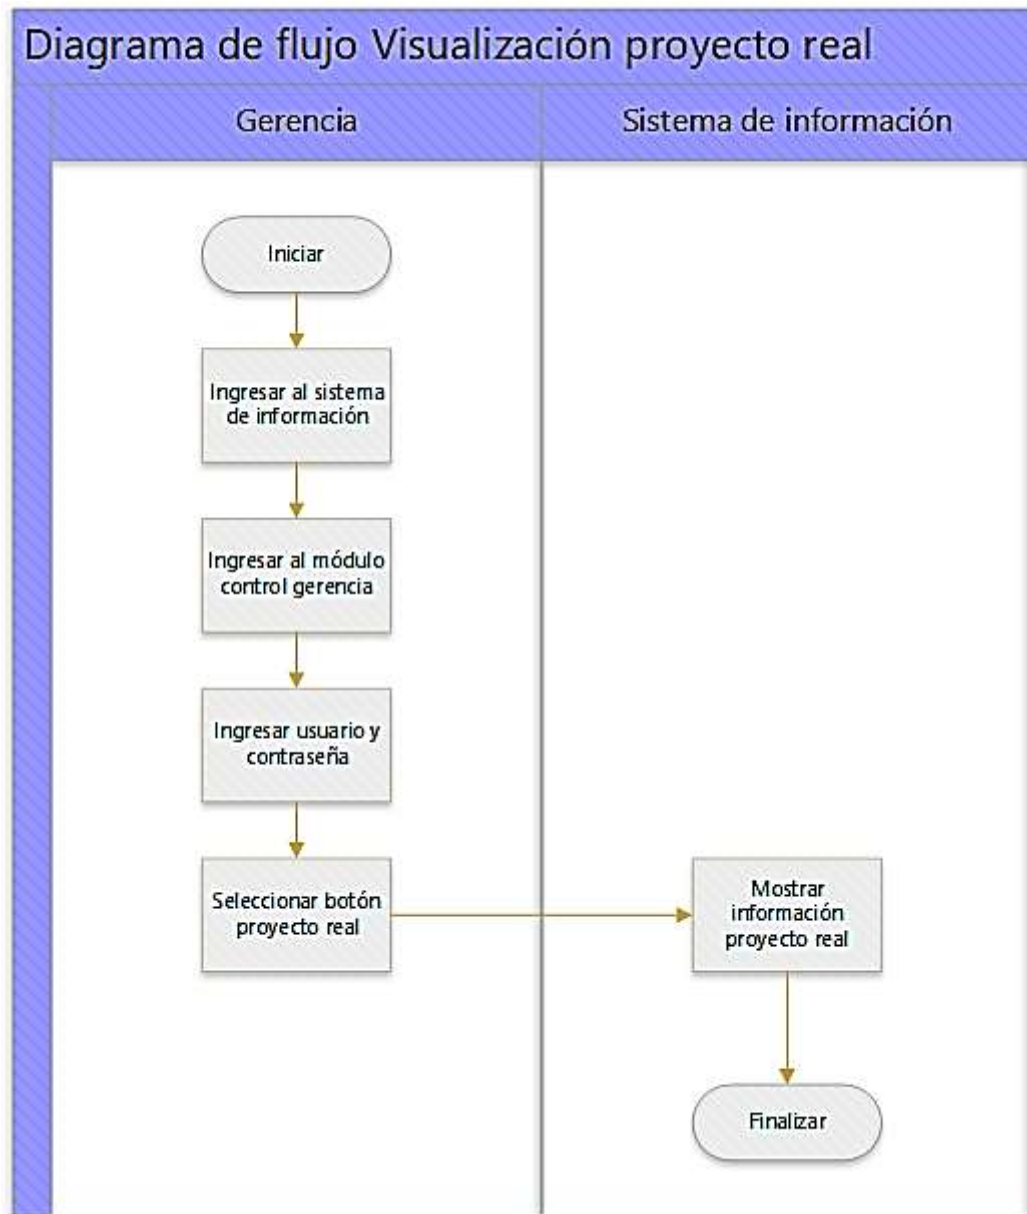 Diagrama de flujo Visualización proyecto real
Gerencia
Sistema de información
Iniciar
Ingresar al sistema
de información
Ingresar al módulo
control gerencia
Ingresar usuario y
contraseña
Seleccionar botón
proyecto real
Mostrar
información
proyecto real
Finalizar